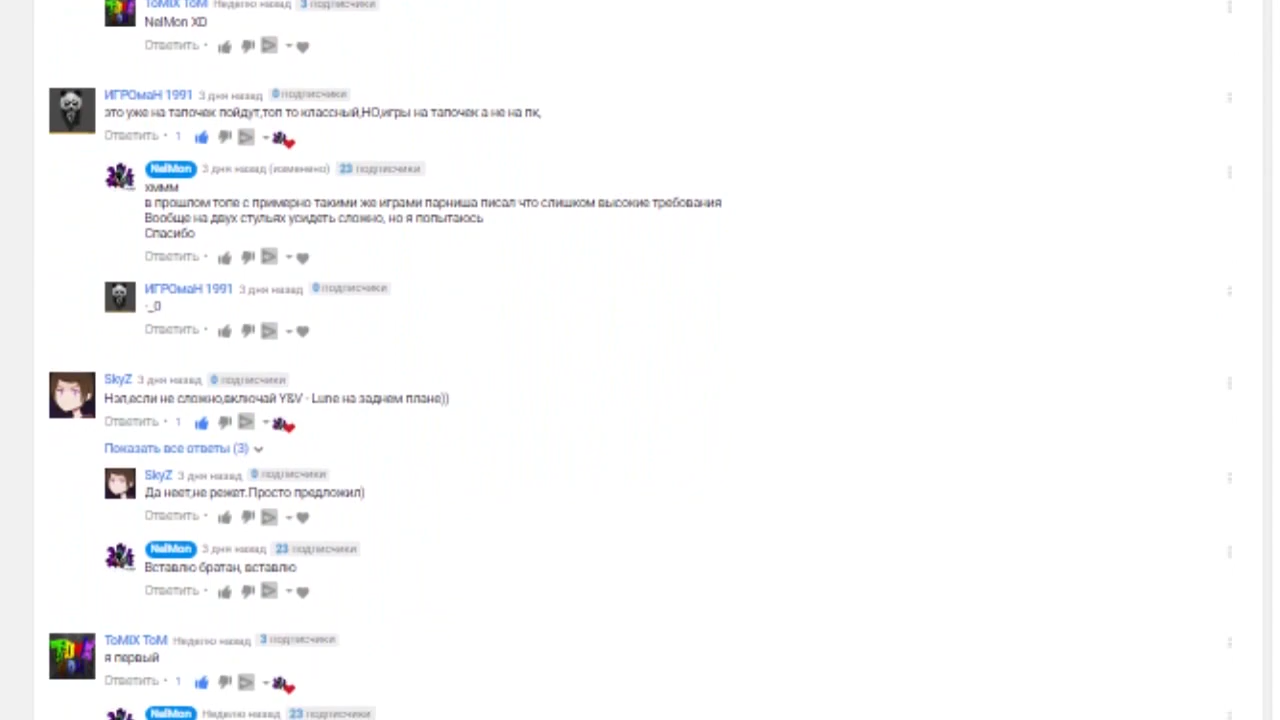 ToMiX ToM Неделю назад 3 подписчики
NelMon XD
Ответить •
ИГРОмаН 1991 3 дня назад 0 подписчики
это уже на тапочек пойдут,топ то классный,НО,игры на тапочек а не на пк,
Ответить • 1
NelMon 3 дня назад (изменено) 23 подписчики
хммм
в прошлом топе с примерно такими же играми парниша писал что слишком высокие требования
Вообще на двух стульях усидеть сложно, но я попытаюсь
Спасибо
Ответить •
ИГРОмаН 1991 3 дня назад 0 подписчики
-_0
Ответить •
SkyZ 3 дня назад 0 подписчики
Нэл,если не сложно,включай Y&V - Lune на заднем плане))
Ответить • 1
Показать все ответы (3)
SkyZ 3 дня назад 0 подписчики
Да неет,не режет.Просто предложил)
Ответить •
NelMon 3 дня назад 23 подписчики
Вставлю братан, вставлю
Ответить •
ToMiX ToM Неделю назад 3 подписчики
я первый
Ответить • 1
NelMon Неделю назад 23 подписчики